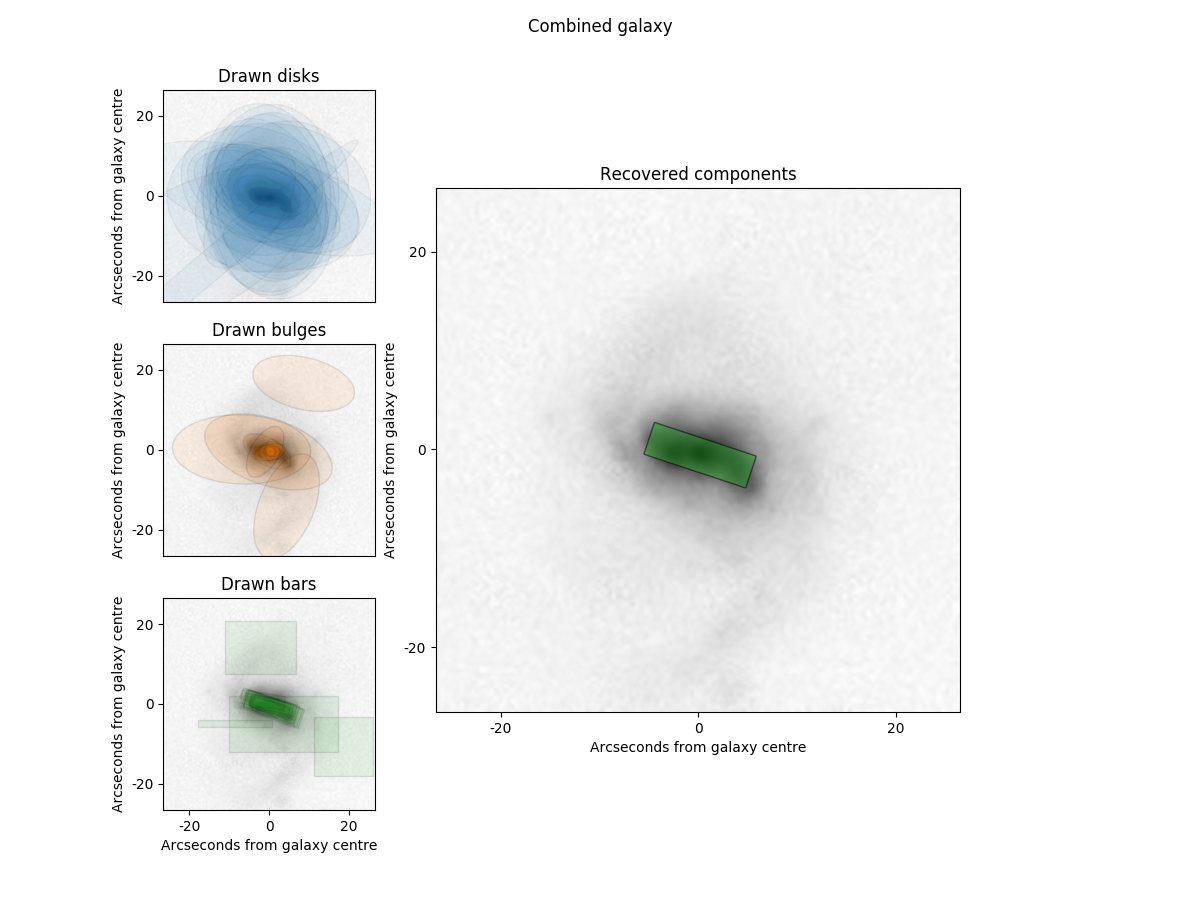 Combined galaxy
Drawn disks
Arcseconds from galaxy centre
20
0
-20
Drawn bulges
Arcseconds from galaxy centre
20
0
-20
Drawn bars
Arcseconds from galaxy centre
20
0
-20
-20 0 20
Arcseconds from galaxy centre
Recovered components
Arcseconds from galaxy centre
20
0
-20
-20 0 20
Arcseconds from galaxy centre